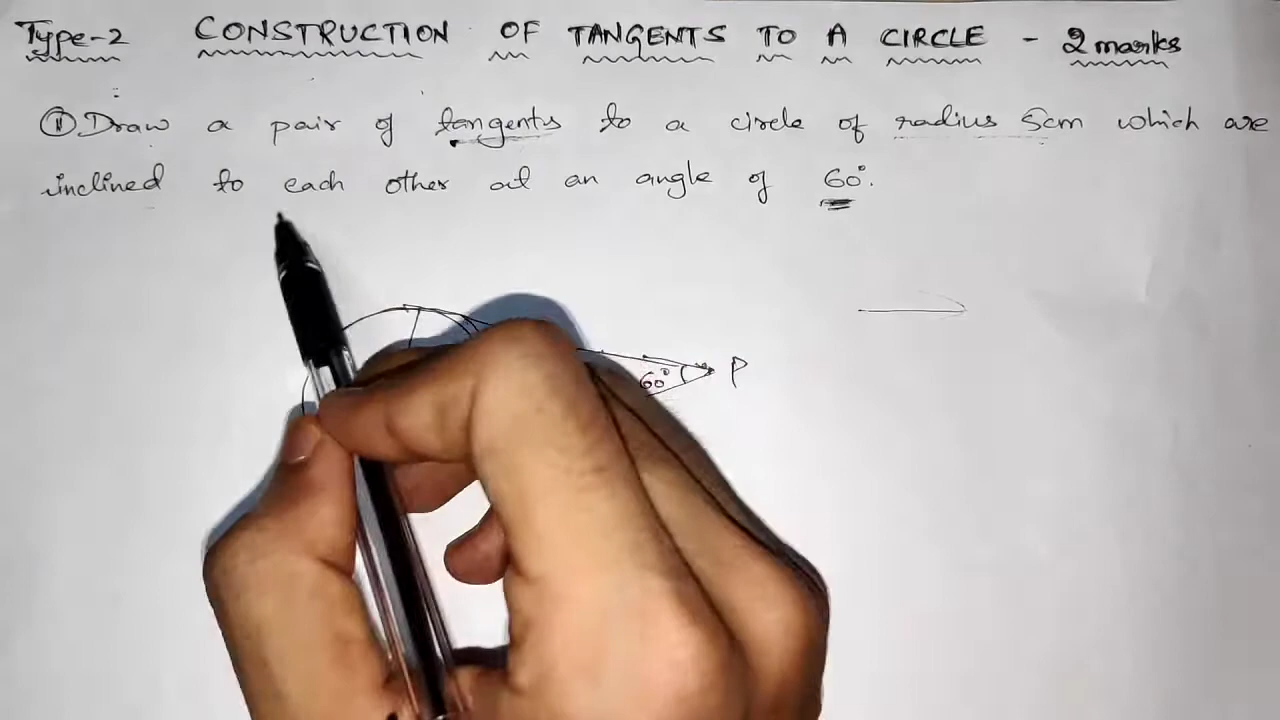 Type-2 CONSTRUCTION OF TANGENTS TO A CIRCLE - 2 marks
① Draw a pair of tangents to a circle of radius 5cm which are
inclined to each other at an angle of 60°.
60° P